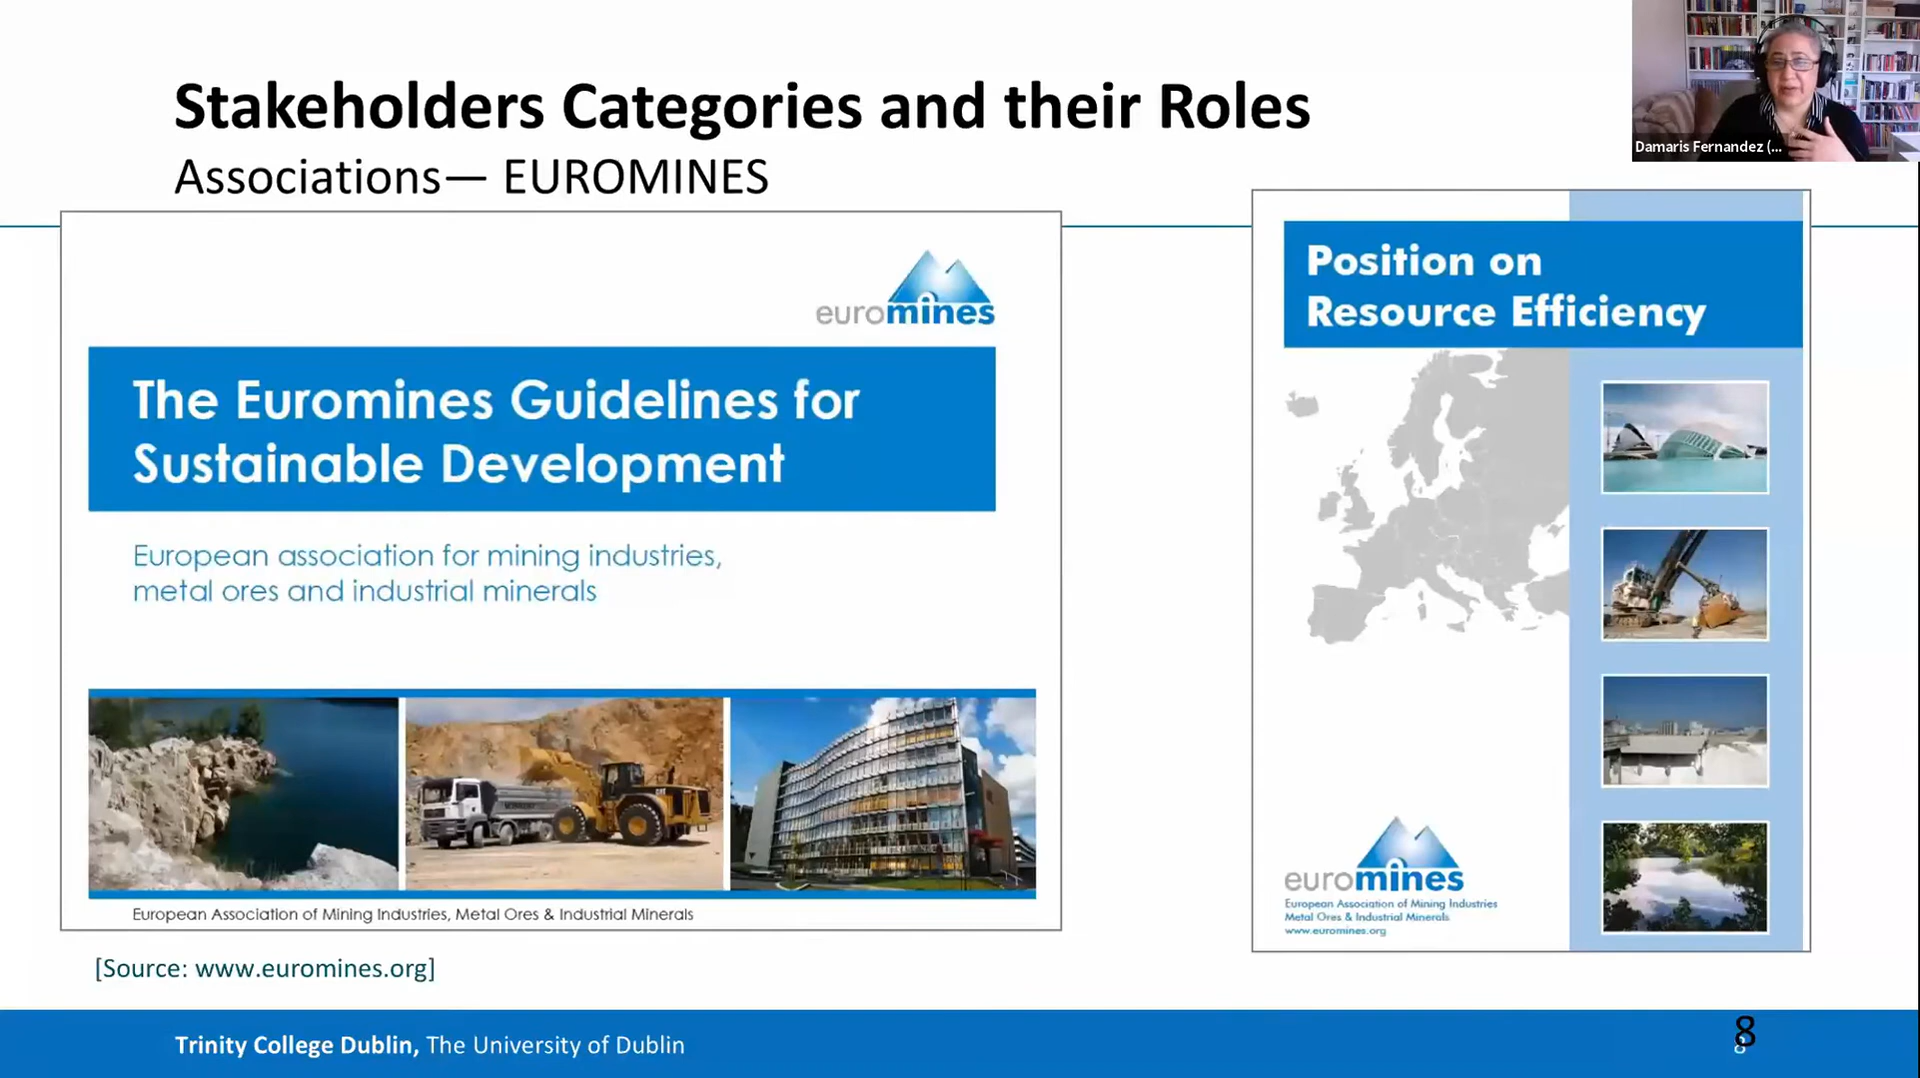 Stakeholders Categories and their Roles
Associations— EUROMINES
Damaris Fernandez (...
euromines
The Euromines Guidelines for
Sustainable Development
European association for mining industries,
metal ores and industrial minerals
European Association of Mining Industries, Metal Ores & Industrial Minerals
Position on
Resource Efficiency
euromines
European Association of Mining Industries
Metal Ores & Industrial Minerals
www.euromines.org
[Source: www.euromines.org]
Trinity College Dublin, The University of Dublin
8
8